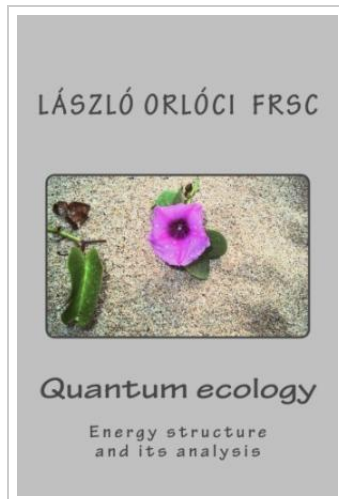 LÁSZLÓ ORLÓCI FRSC
Quantum ecology
Energy structure
and its analysis